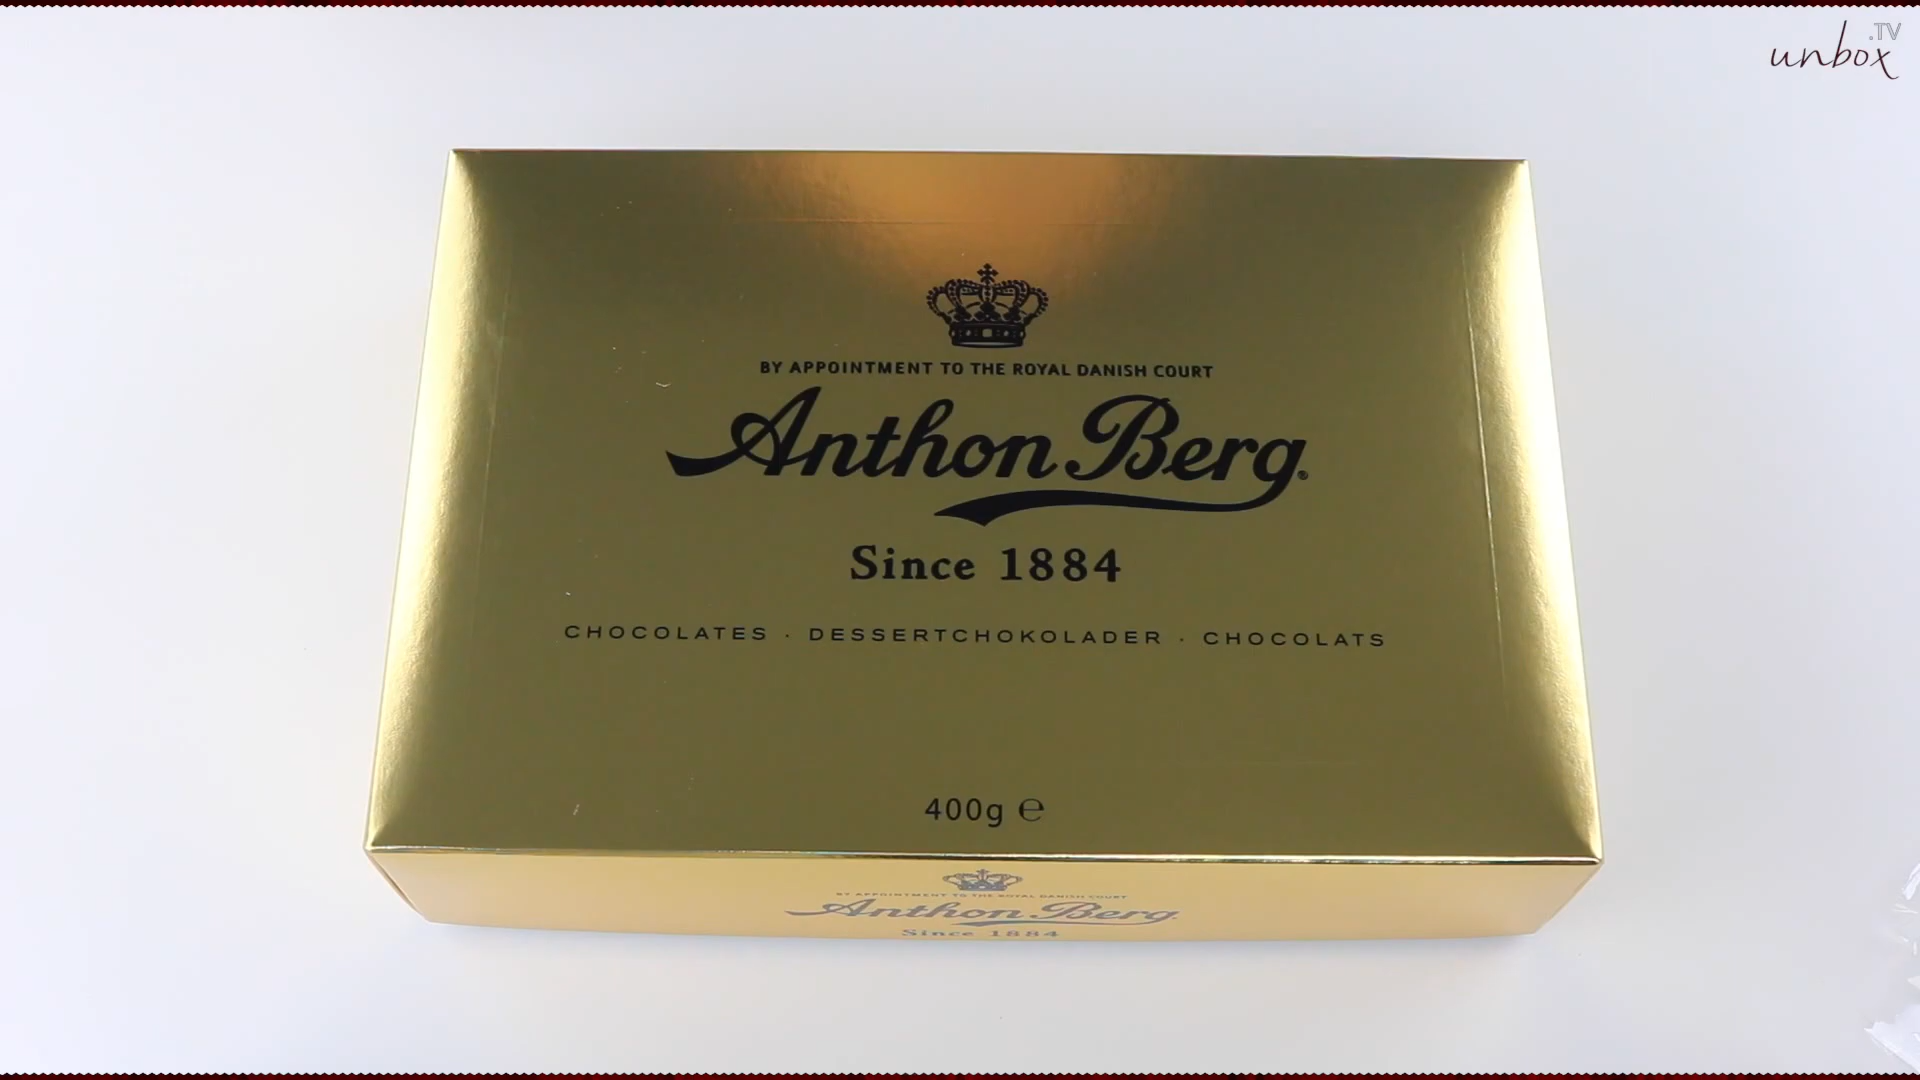 .TV
unbox
BY APPOINTMENT TO THE ROYAL DANISH COURT
Anthon Berg®
Since 1884
CHOCOLATES · DESSERTCHOKOLADER · CHOCOLATS
400g ℮
BY APPOINTMENT TO THE ROYAL DANISH COURT
Anthon Berg
Since 1884